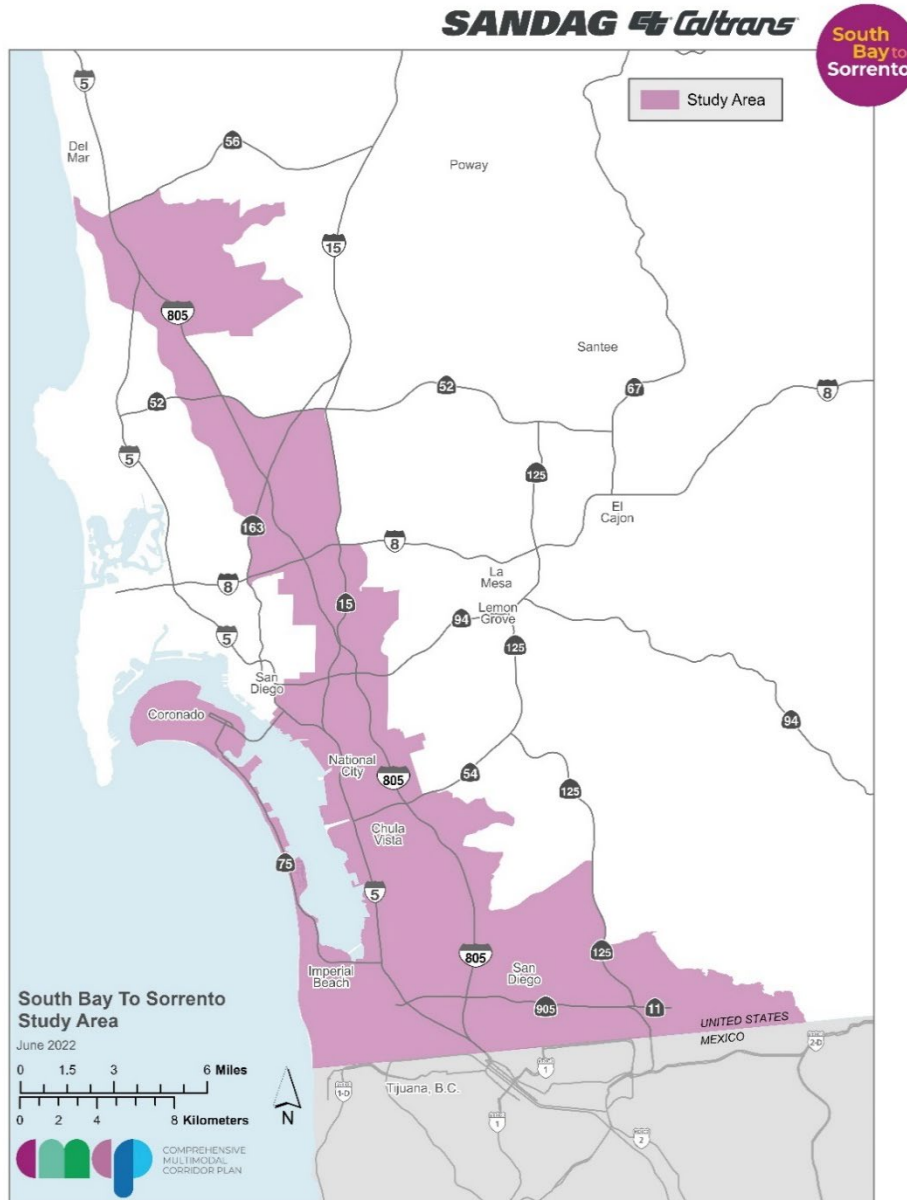 SANDAG Caltrans
South
Bay to
Sorrento
Study Area
5
Del
Mar
56
Poway
15
805
Santee
52
52
67
8
5
125
El
Cajon
163
8
La
Mesa
8
15
Lemon
Grove
94
5
125
San
Diego
Coronado
94
National
City
805
54
125
Chula
Vista
75
5
125
805
San
Diego
Imperial
Beach
905
11
UNITED STATES
MEXICO
South Bay To Sorrento
Study Area
June 2022
0 1.5 3 6 Miles
0 2 4 8 Kilometers
N
Tijuana, B.C.
1
2-D
1-D
1
2
COMPREHENSIVE
MULTIMODAL
CORRIDOR PLAN